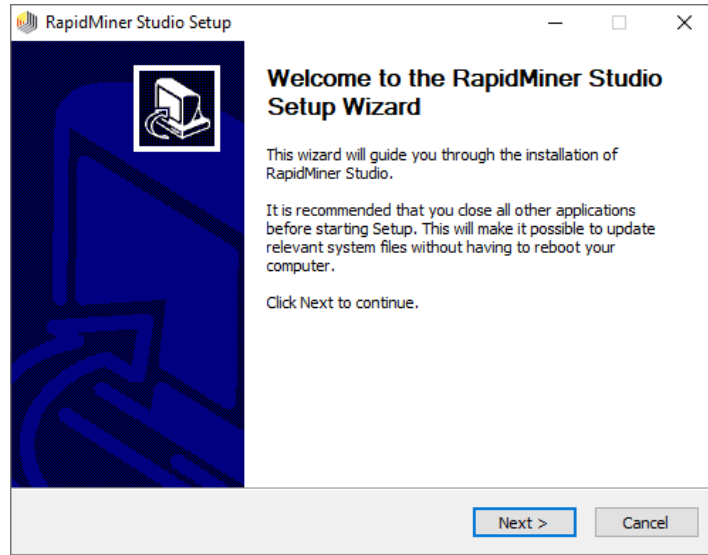 RapidMiner Studio Setup
Welcome to the RapidMiner Studio
Setup Wizard
This wizard will guide you through the installation of
RapidMiner Studio.
It is recommended that you close all other applications
before starting Setup. This will make it possible to update
relevant system files without having to reboot your
computer.
Click Next to continue.
Next >
Cancel